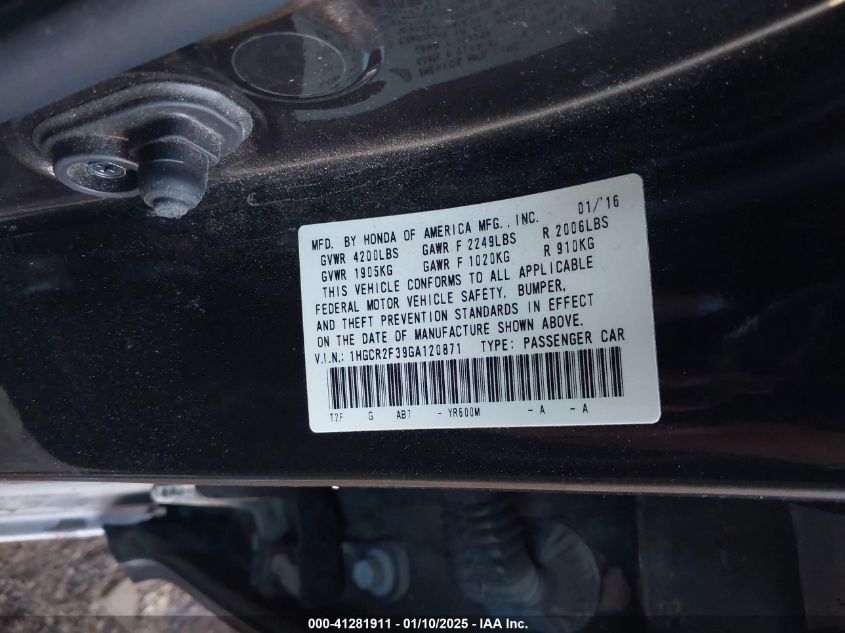 MFD. BY HONDA OF AMERICA MFG., INC. 01/'16
GVWR 4200LBS GAWR F 2249LBS R 2006LBS
GVWR 1905KG GAWR F 1020KG R 910KG
THIS VEHICLE CONFORMS TO ALL APPLICABLE
FEDERAL MOTOR VEHICLE SAFETY, BUMPER,
AND THEFT PREVENTION STANDARDS IN EFFECT
ON THE DATE OF MANUFACTURE SHOWN ABOVE.
V.I.N.: 1HGCR2F39GA120871 TYPE: PASSENGER CAR
T2F G AB7 - YR600M - A - A
000-41281911 - 01/10/2025 - IAA Inc.